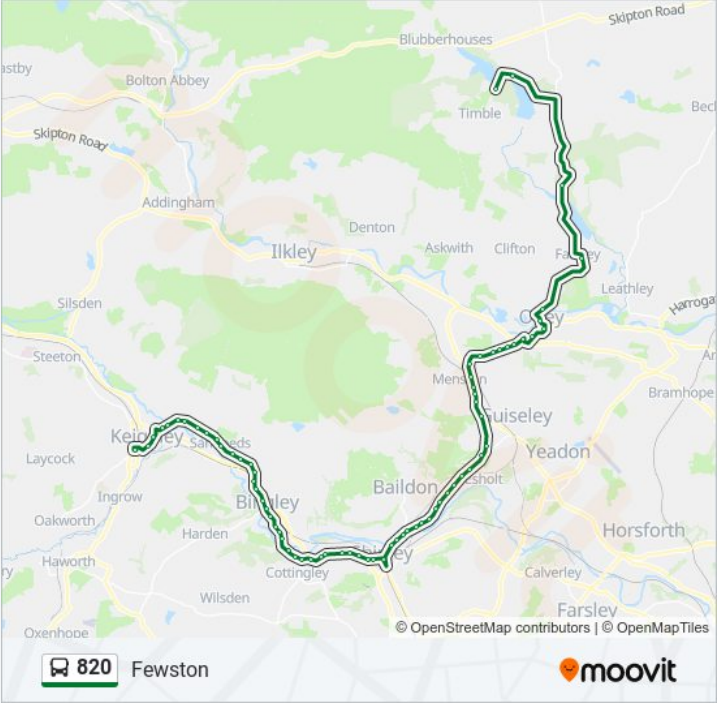 Skipton Road
Blubberhouses
astby
Bolton Abbey
Timble
Beck
Skipton Road
Addingham
Denton
Ilkley
Askwith
Clifton
Leathley
Silsden
Harroga
Steeton
Bramhope
Guiseley
Laycock
Yeadon
Baildon
Ingrow
Bingley
Oakworth
Harden
Horsforth
Haworth
Cottingley
Calverley
Wilsden
Farsley
Oxenhope
© OpenStreetMap contributors | © OpenMapTiles
820
Fewston
moovit